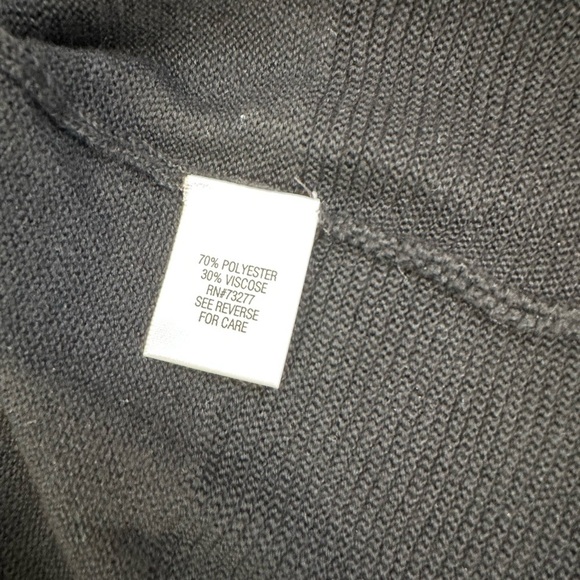 70% POLYESTER
30% VISCOSE
RN#73277
SEE REVERSE
FOR CARE